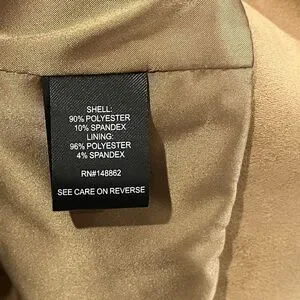 SHELL:
90% POLYESTER
10% SPANDEX
LINING:
96% POLYESTER
4% SPANDEX
RN#148862
SEE CARE ON REVERSE